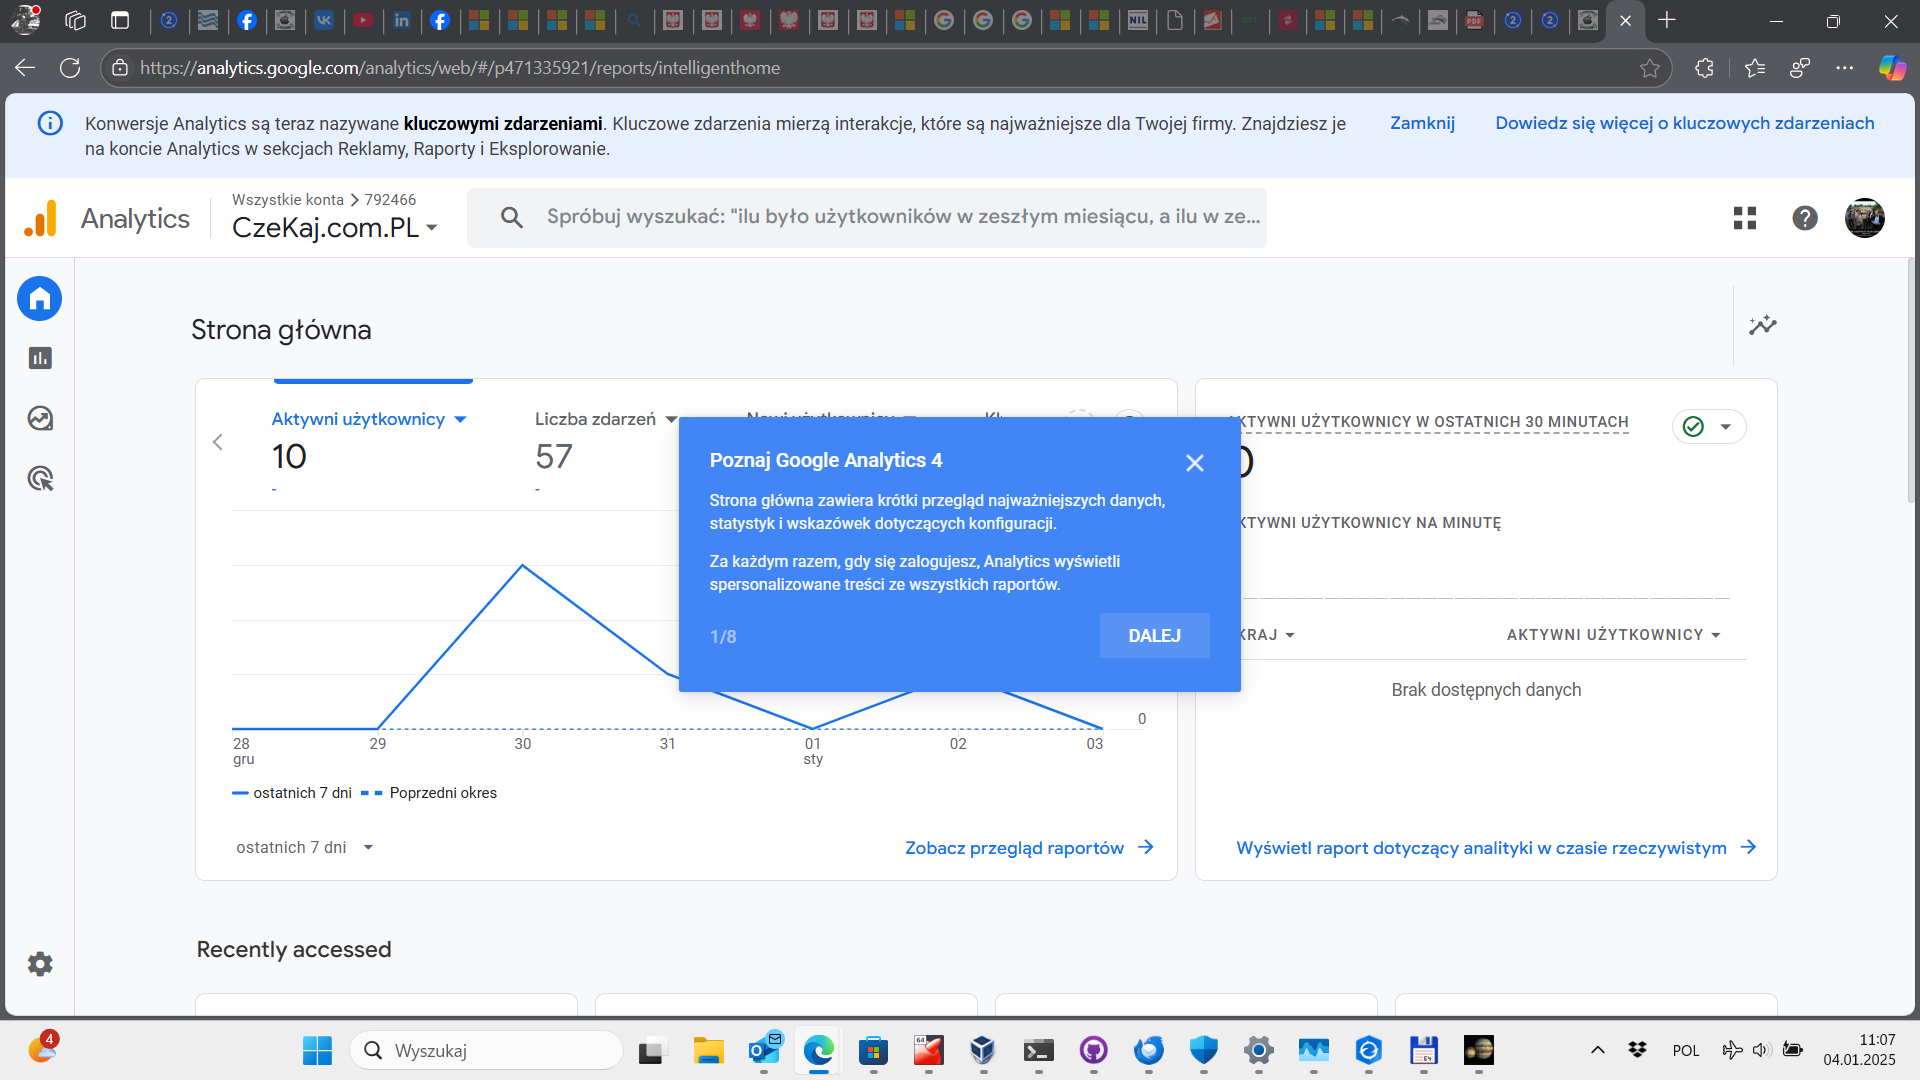 NIL
PDF
https://analytics.google.com/analytics/web/#/p471335921/reports/intelligenthome
Konwersje Analytics są teraz nazywane kluczowymi zdarzeniami. Kluczowe zdarzenia mierzą interakcje, które są najważniejsze dla Twojej firmy. Znajdziesz je
na koncie Analytics w sekcjach Reklamy, Raporty i Eksplorowanie.
Zamknij
Dowiedz się więcej o kluczowych zdarzeniach
Analytics
Wszystkie konta > 792466
CzeKaj.com.PL
Spróbuj wyszukać: "ilu było użytkowników w zeszłym miesiącu, a ilu w ze...
Strona główna
Aktywni użytkownicy
10
-
Liczba zdarzeń
57
-
Poznaj Google Analytics 4
Strona główna zawiera krótki przegląd najważniejszych danych,
statystyk i wskazówek dotyczących konfiguracji.
Za każdym razem, gdy się zalogujesz, Analytics wyświetli
spersonalizowane treści ze wszystkich raportów.
1/8
DALEJ
0
28 29 30 31 01 02 03
gru sty
ostatnich 7 dni Poprzedni okres
ostatnich 7 dni
Zobacz przegląd raportów
KTYWNI UŻYTKOWNICY W OSTATNICH 30 MINUTACH
0
KTYWNI UŻYTKOWNICY NA MINUTĘ
KRAJ
AKTYWNI UŻYTKOWNICY
Brak dostępnych danych
Wyświetl raport dotyczący analityki w czasie rzeczywistym
Recently accessed
4
Wyszukaj
64
POL
11:07
04.01.2025